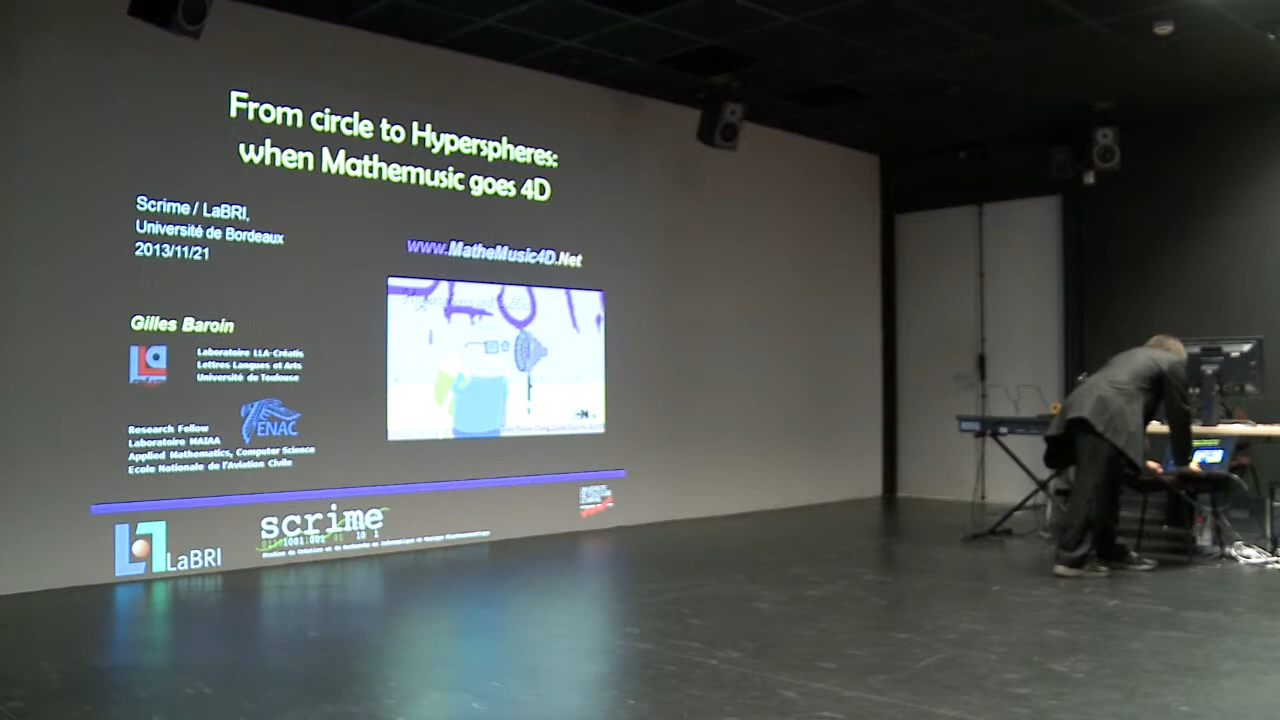 From circle to Hyperspheres:
when Mathemusic goes 4D
Scrime / LaBRI,
Université de Bordeaux
2013/11/21
www.MatheMusic4D.Net
Gilles Baroin
Laboratoire LLA-Créatis
Lettres Langues et Arts
Université de Toulouse
ENAC
Research Fellow
Laboratoire MAIAA
Applied Mathematics, Computer Science
Ecole Nationale de l'Aviation Civile
LaBRI
scrime